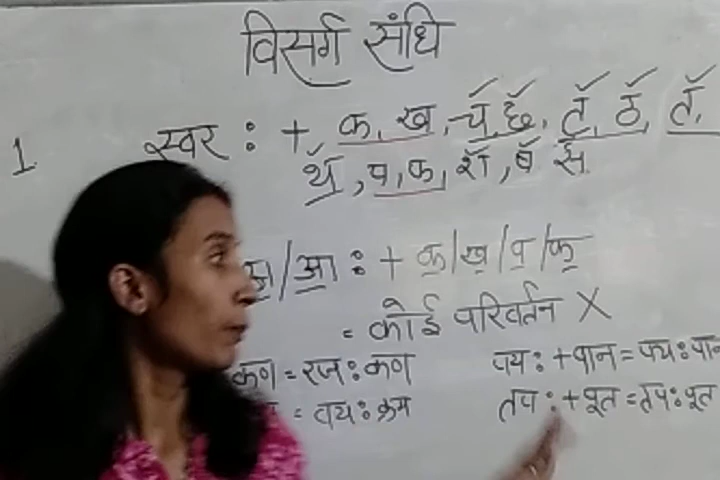 विसर्ग संधि
1. स्वर : + क, ख, च, छ, ट, ठ, त,
थ, प, फ, श, ष, स
अ/आ : + क/ख/प/फ
= कोई परिवर्तन X
कण = रज:कण पय: + पान = पय:पान
= वय:क्रम तप: + पूत = तप:पूत